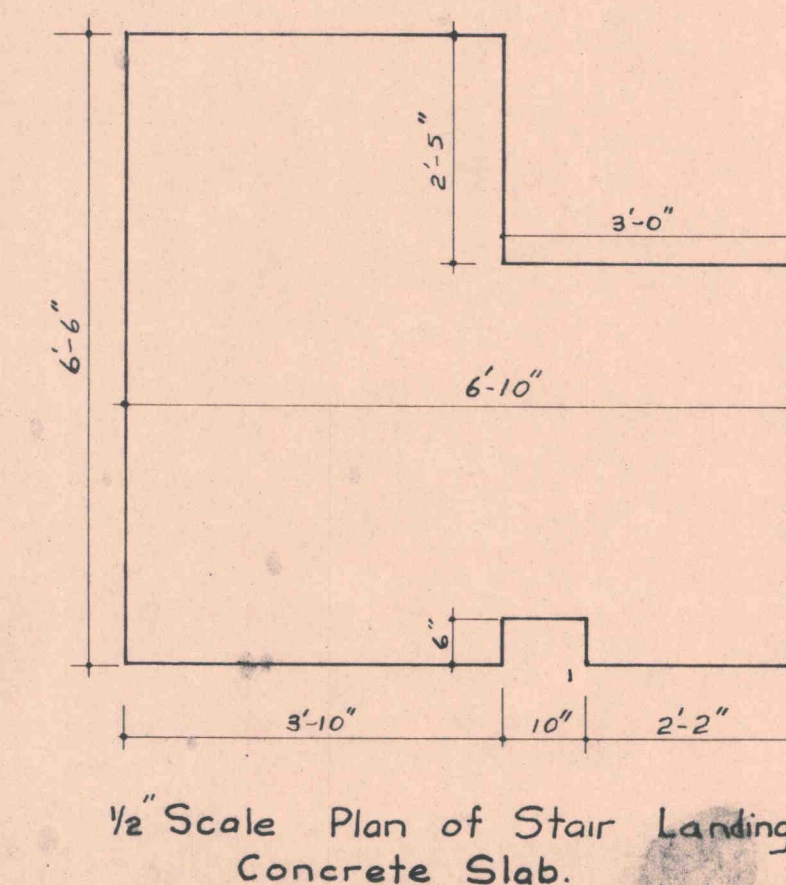 2'-5"
3'-0"
6'-6"
6'-10"
6"
3'-10" 10" 2'-2"
1/2" Scale Plan of Stair Landing
Concrete Slab.